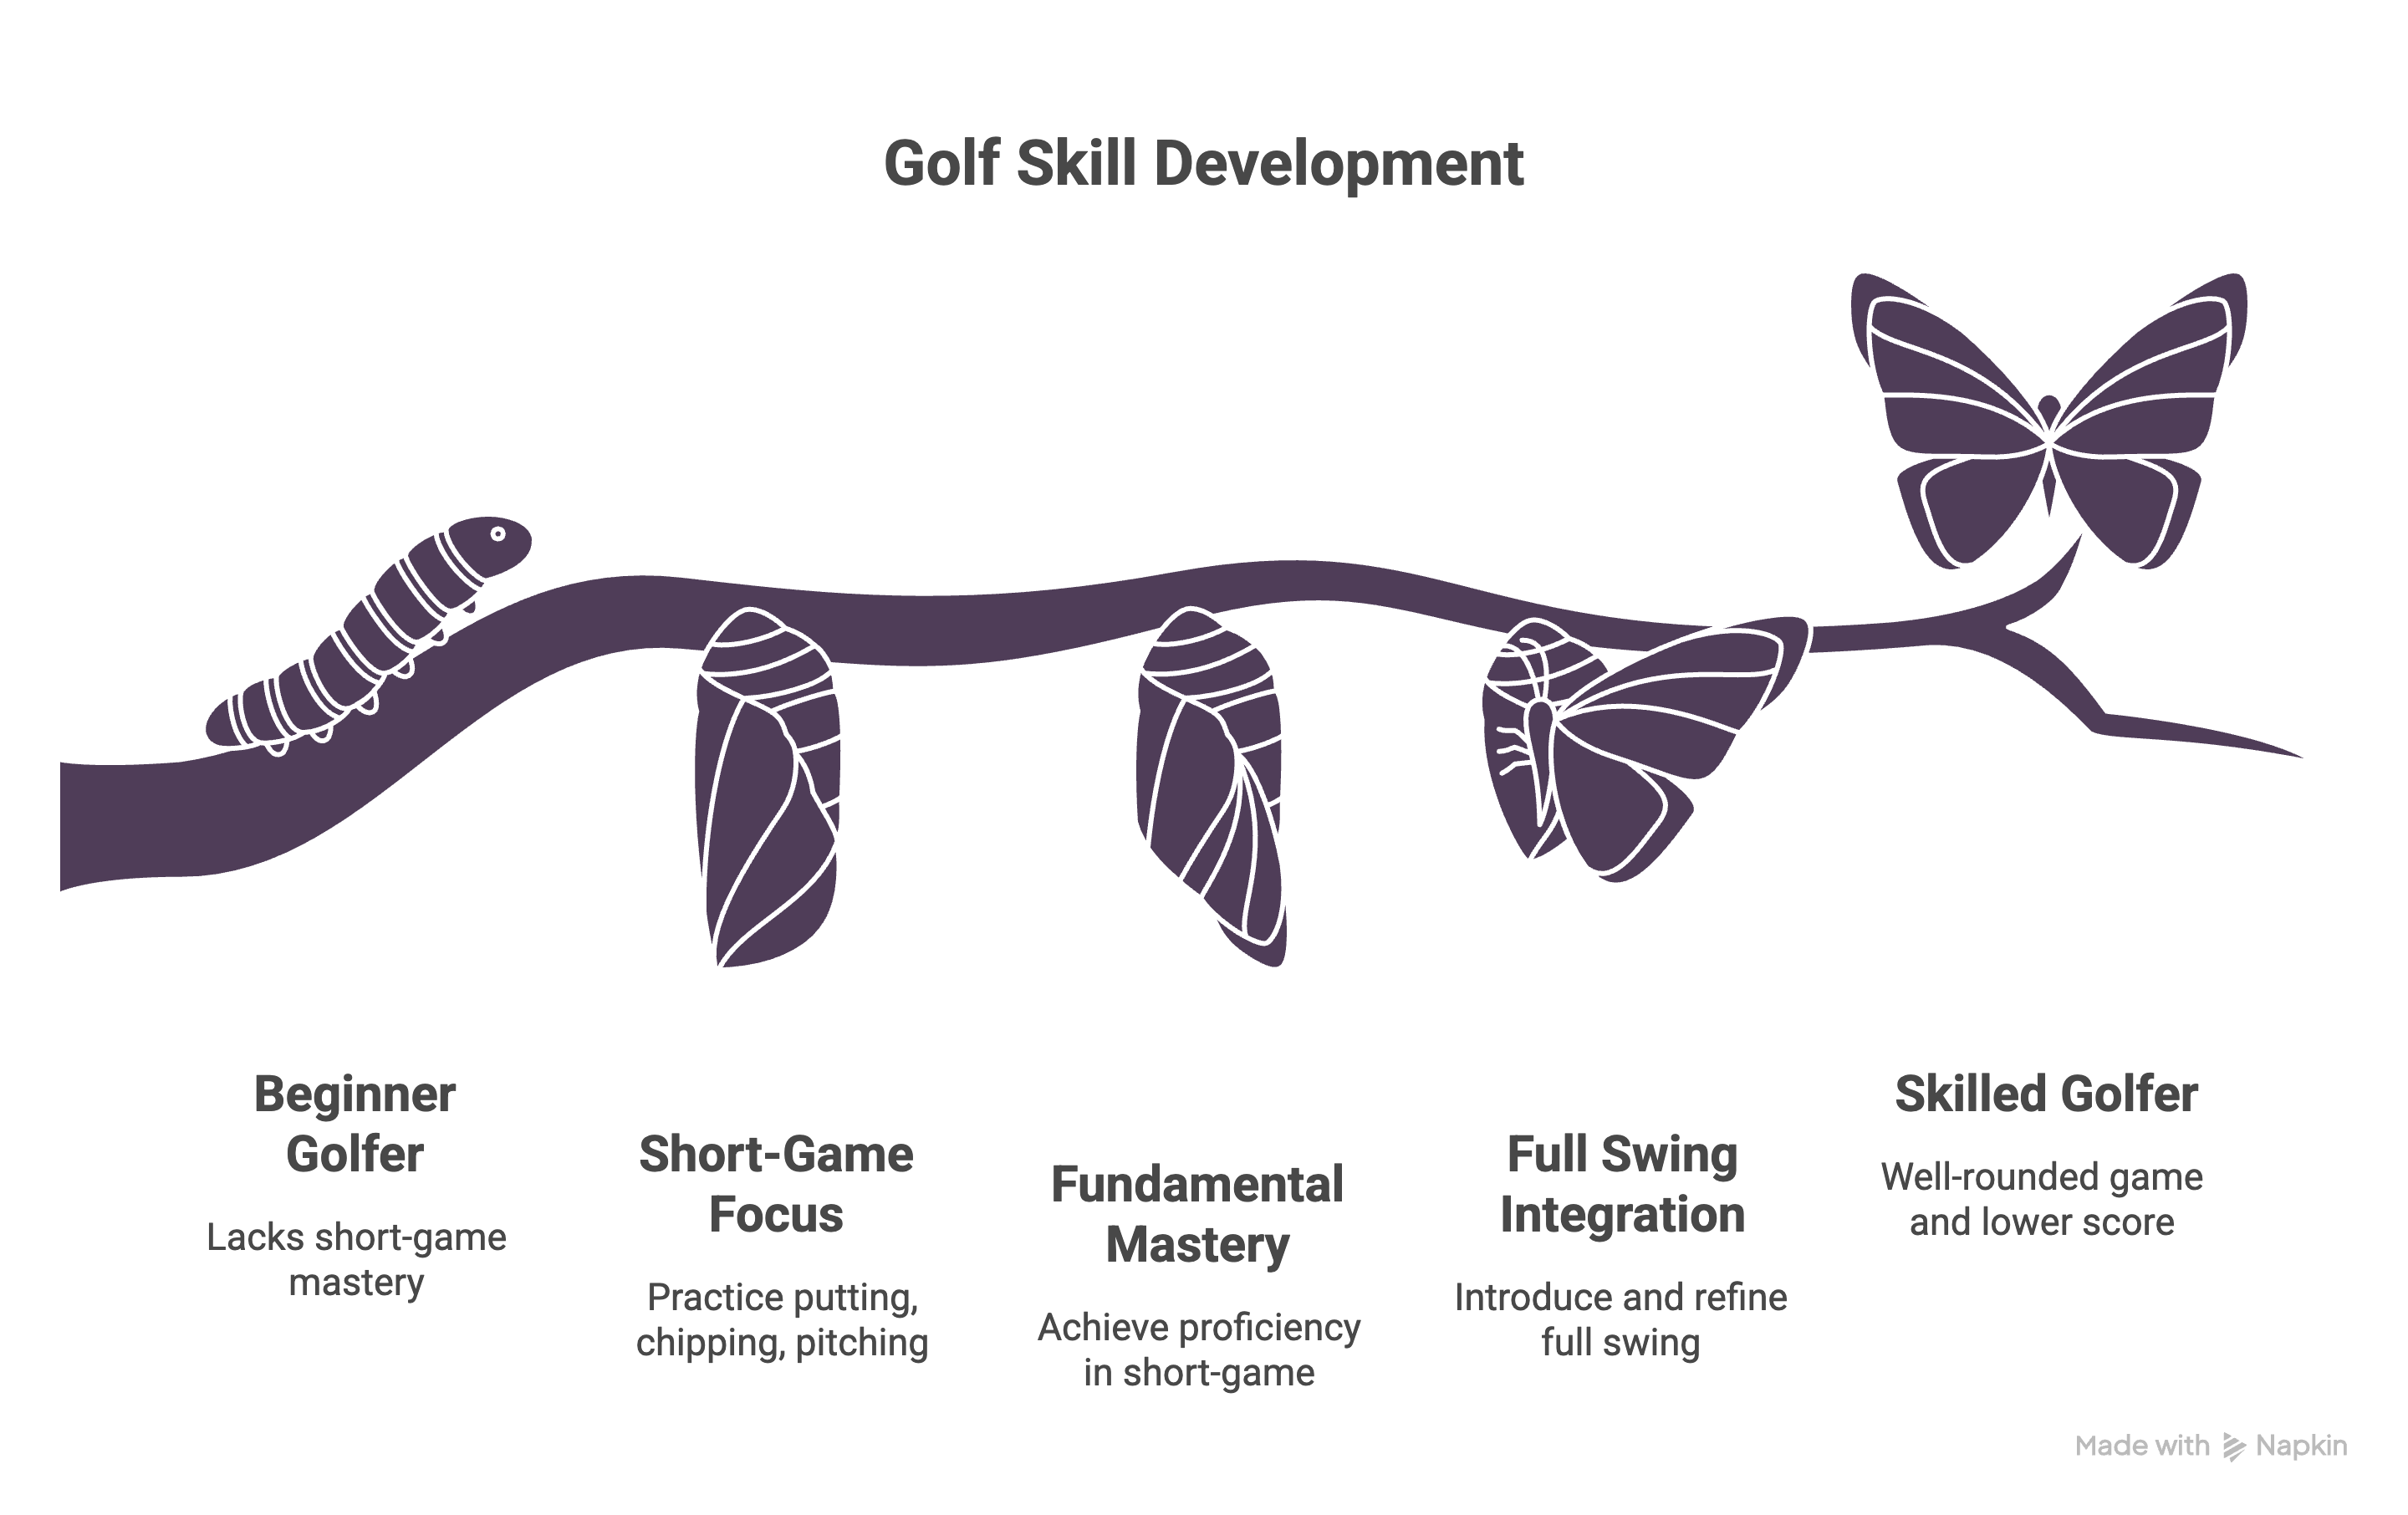 Golf Skill Development
Beginner
Golfer
Lacks short-game
mastery
Short-Game
Focus
Practice putting,
chipping, pitching
Fundamental
Mastery
Achieve proficiency
in short-game
Full Swing
Integration
Introduce and refine
full swing
Skilled Golfer
Well-rounded game
and lower score
Made with Napkin